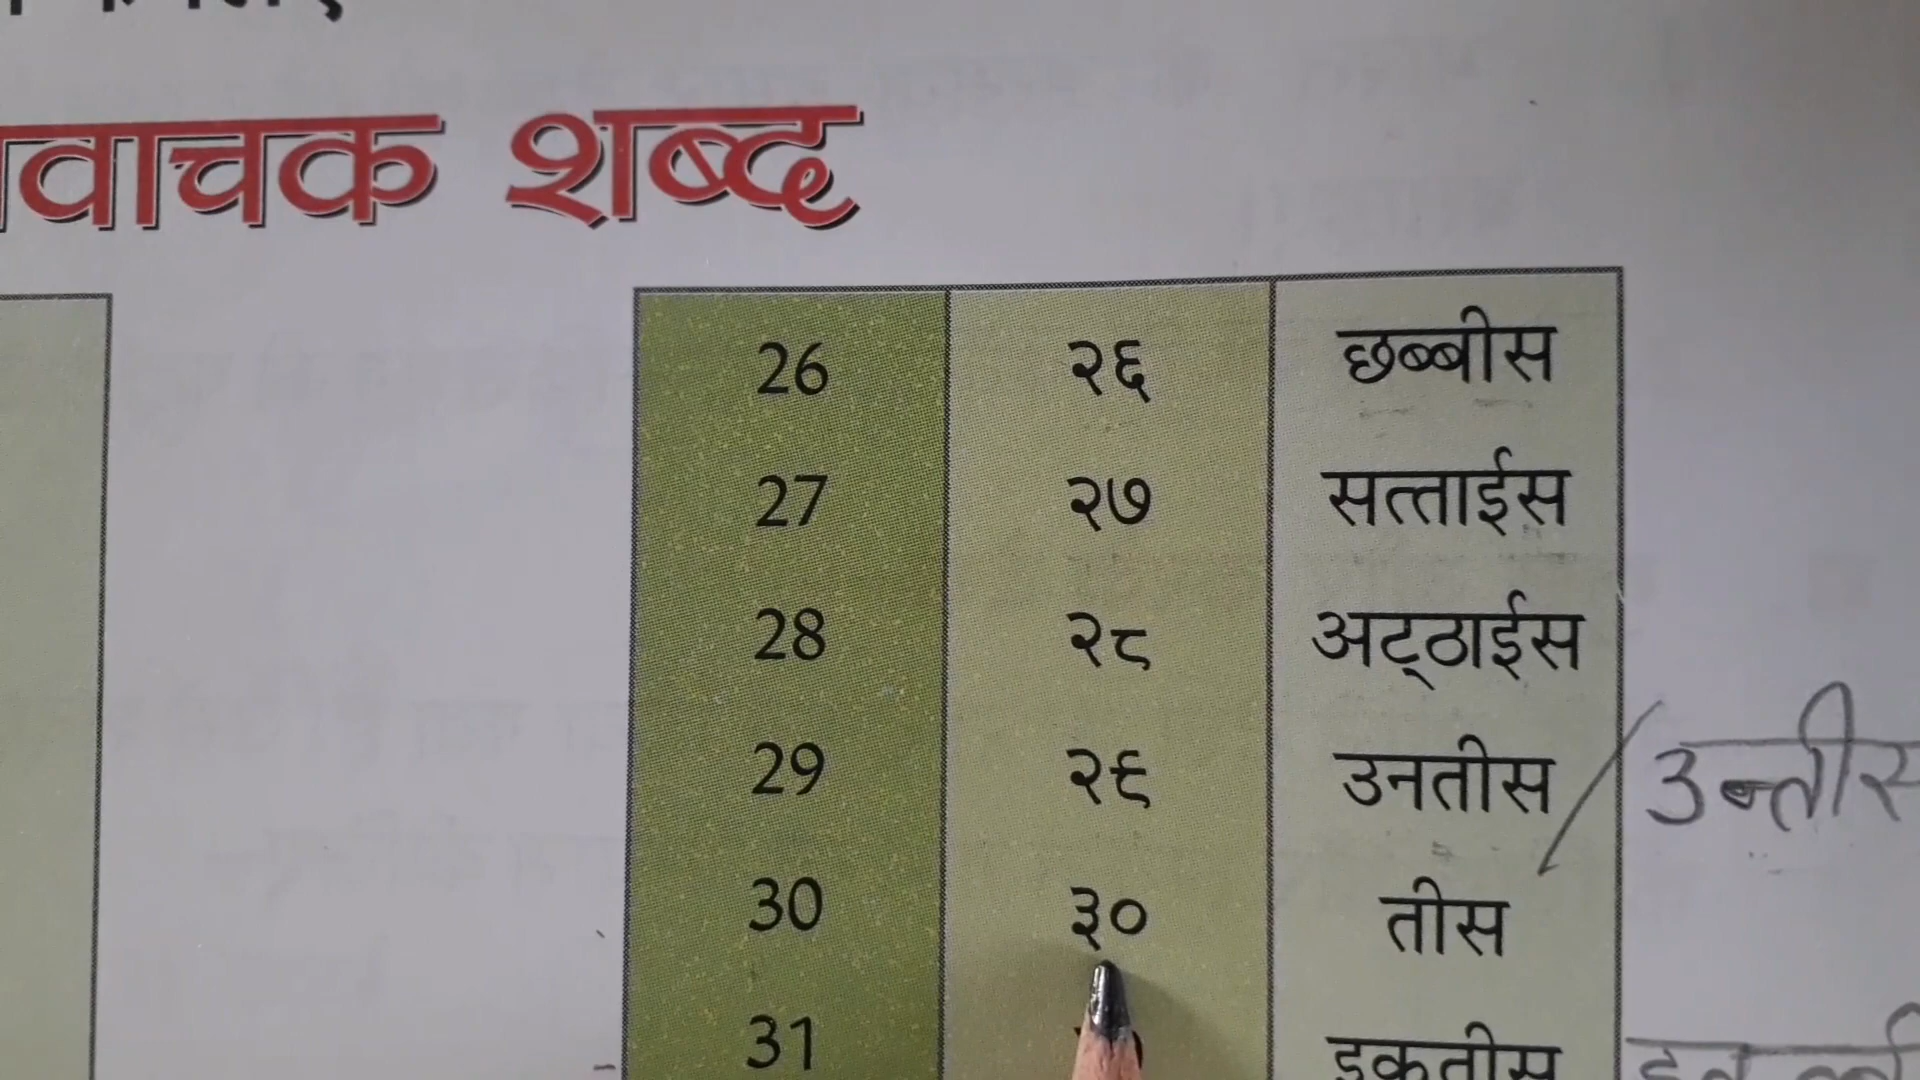 वाचक शब्द
26 २६ छब्बीस
27 २७ सत्ताईस
28 २८ अट्ठाईस
29 २९ उनतीस / उन्तीस
30 ३० तीस
31 इकतीस